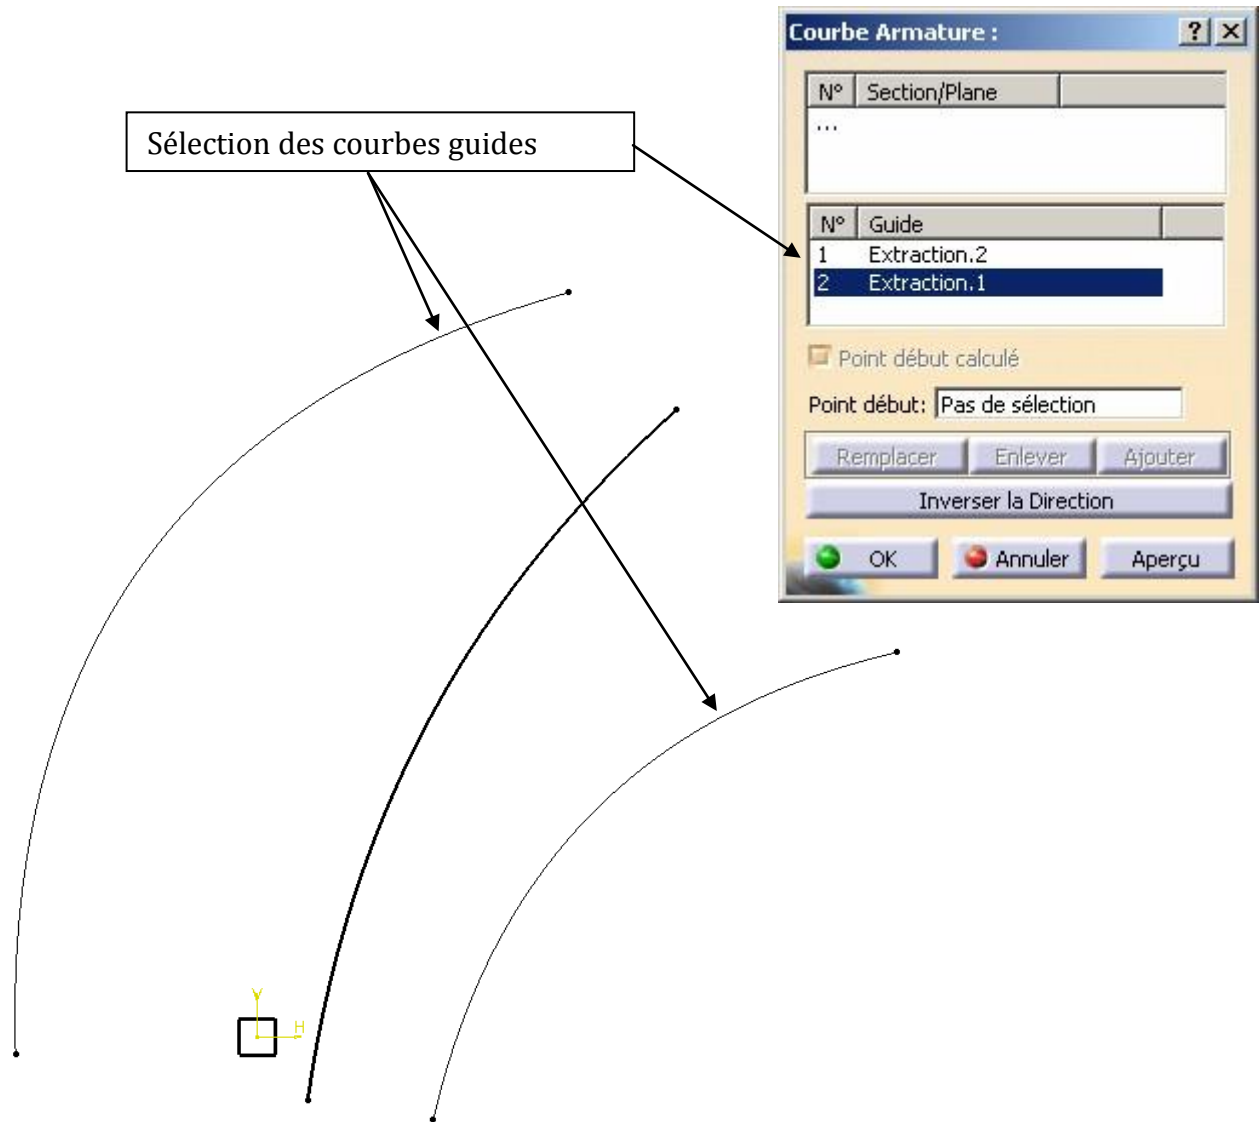 Courbe Armature :
N° Section/Plane
...
Sélection des courbes guides
N° Guide
1 Extraction.2
2 Extraction.1
Point début calculé
Point début: Pas de sélection
Remplacer Enlever Ajouter
Inverser la Direction
OK Annuler Aperçu
V
H